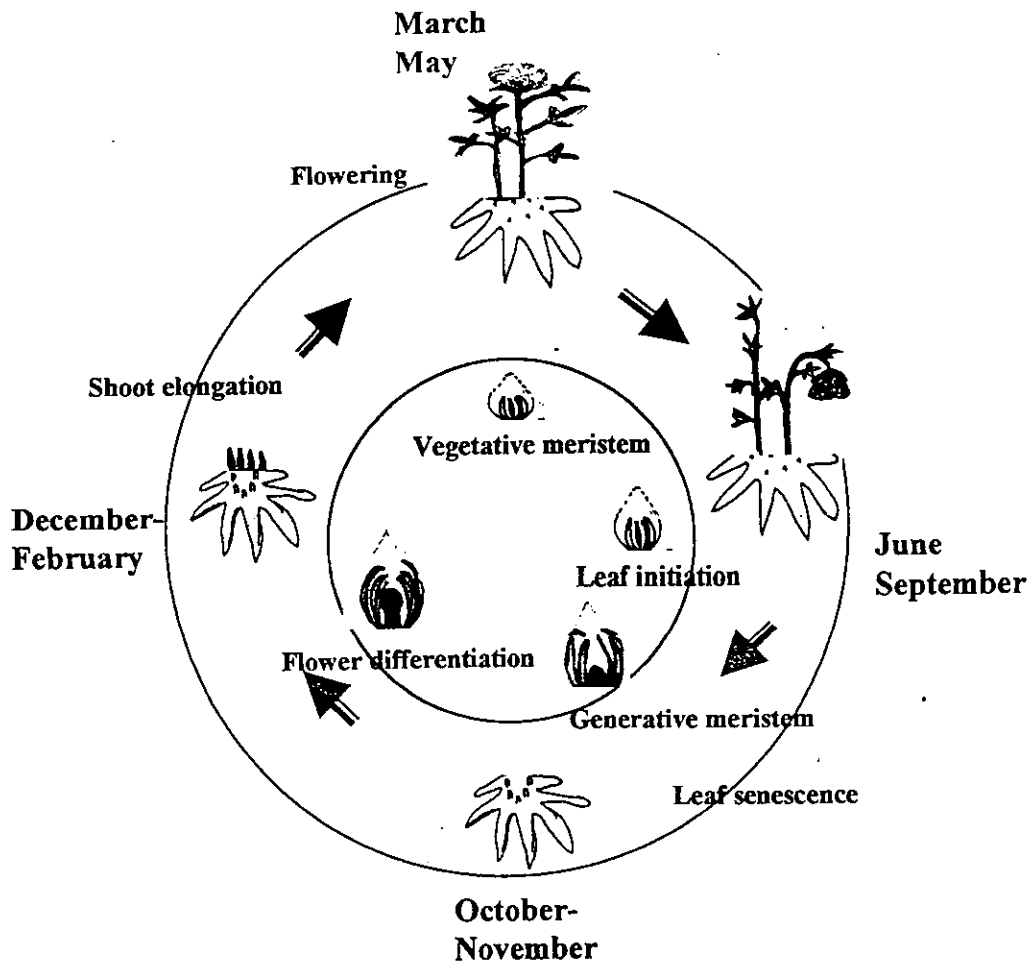 March
May
Flowering
Shoot elongation
Vegetative meristem
December-
February
Leaf initiation
June
September
Flower differentiation
Generative meristem
Leaf senescence
October-
November